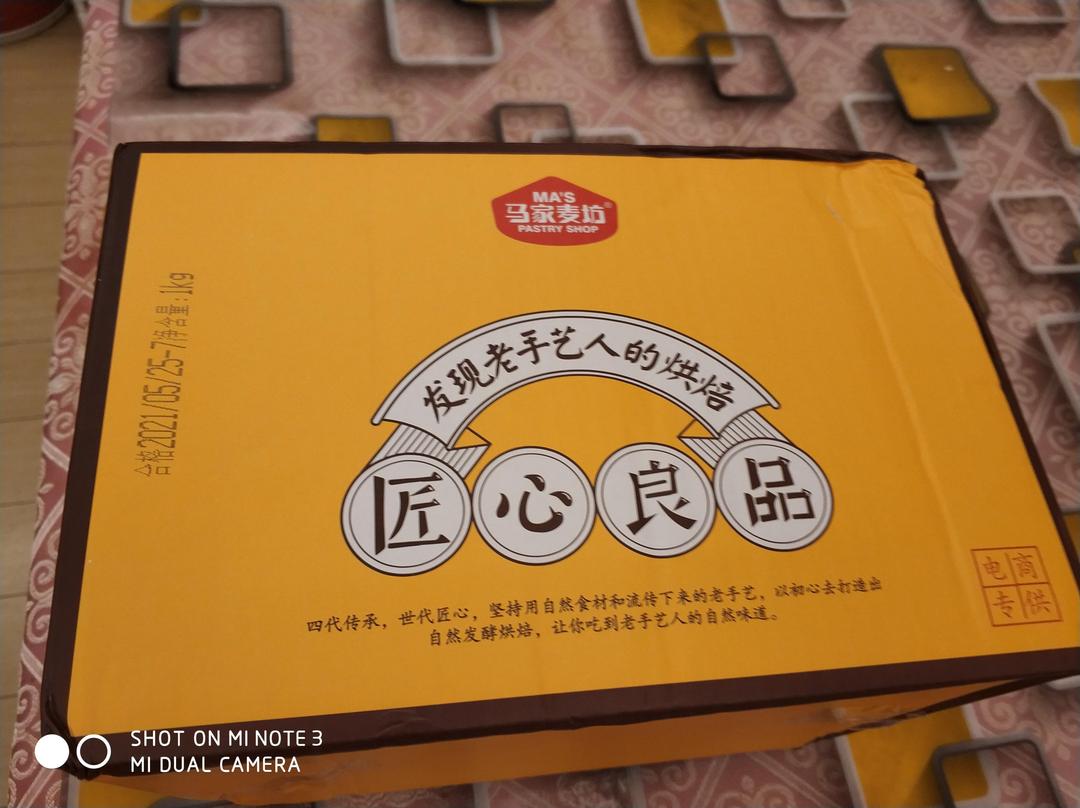 MA'S
马家麦坊®
PASTRY SHOP
合格2021/05/25-7净含量:1kg
发现老手艺人的烘焙
匠心良品
四代传承，世代匠心，坚持用自然食材和流传下来的老手艺，以初心去打造出
自然发酵烘焙，让你吃到老手艺人的自然味道。
电商
专供
SHOT ON MI NOTE 3
MI DUAL CAMERA